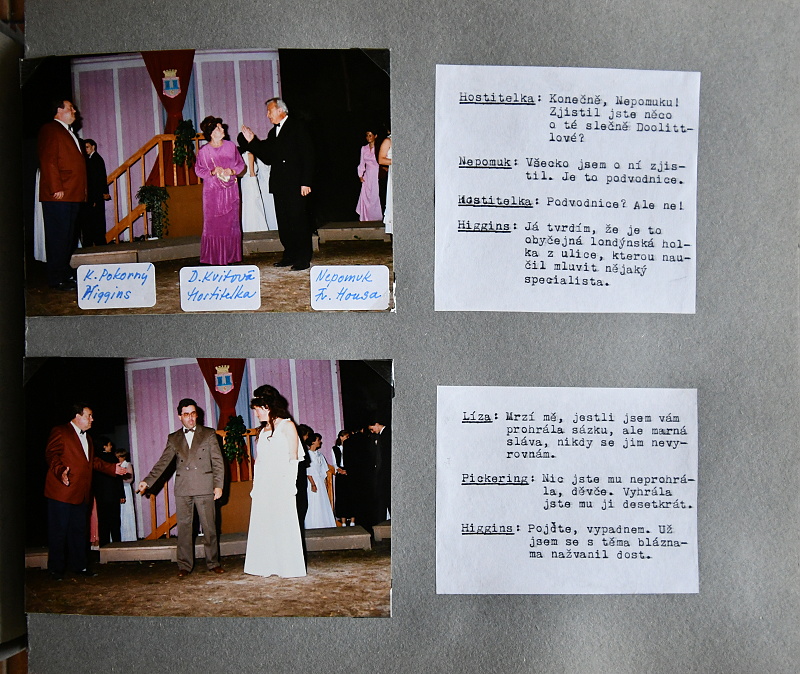 Hostitelka: Konečně, Nepomuku!
Zjistil jste něco
o té slečně Doolitt-
lové?
Nepomuk: Všecko jsem o ní zjis-
til. Je to podvodnice.
Hostitelka: Podvodnice? Ale ne!
Higgins: Já tvrdím, že je to
obyčejná londýnská hol-
ka z ulice, kterou nau-
čil mluvit nějaký
specialista.
K. Pokorný
Higgins
D. Kvitová
Hostitelka
Nepomuk
Fr. Housa
Líza: Mrzí mě, jestli jsem vám
prohrála sázku, ale marná
sláva, nikdy se jim nevy-
rovnám.
Pickering: Nic jste mu neprohrá-
la, děvče. Vyhrála
jste mu ji desetkrát.
Higgins: Pojďte, vypadnem. Už
jsem se s těma blázna-
ma nažvanil dost.